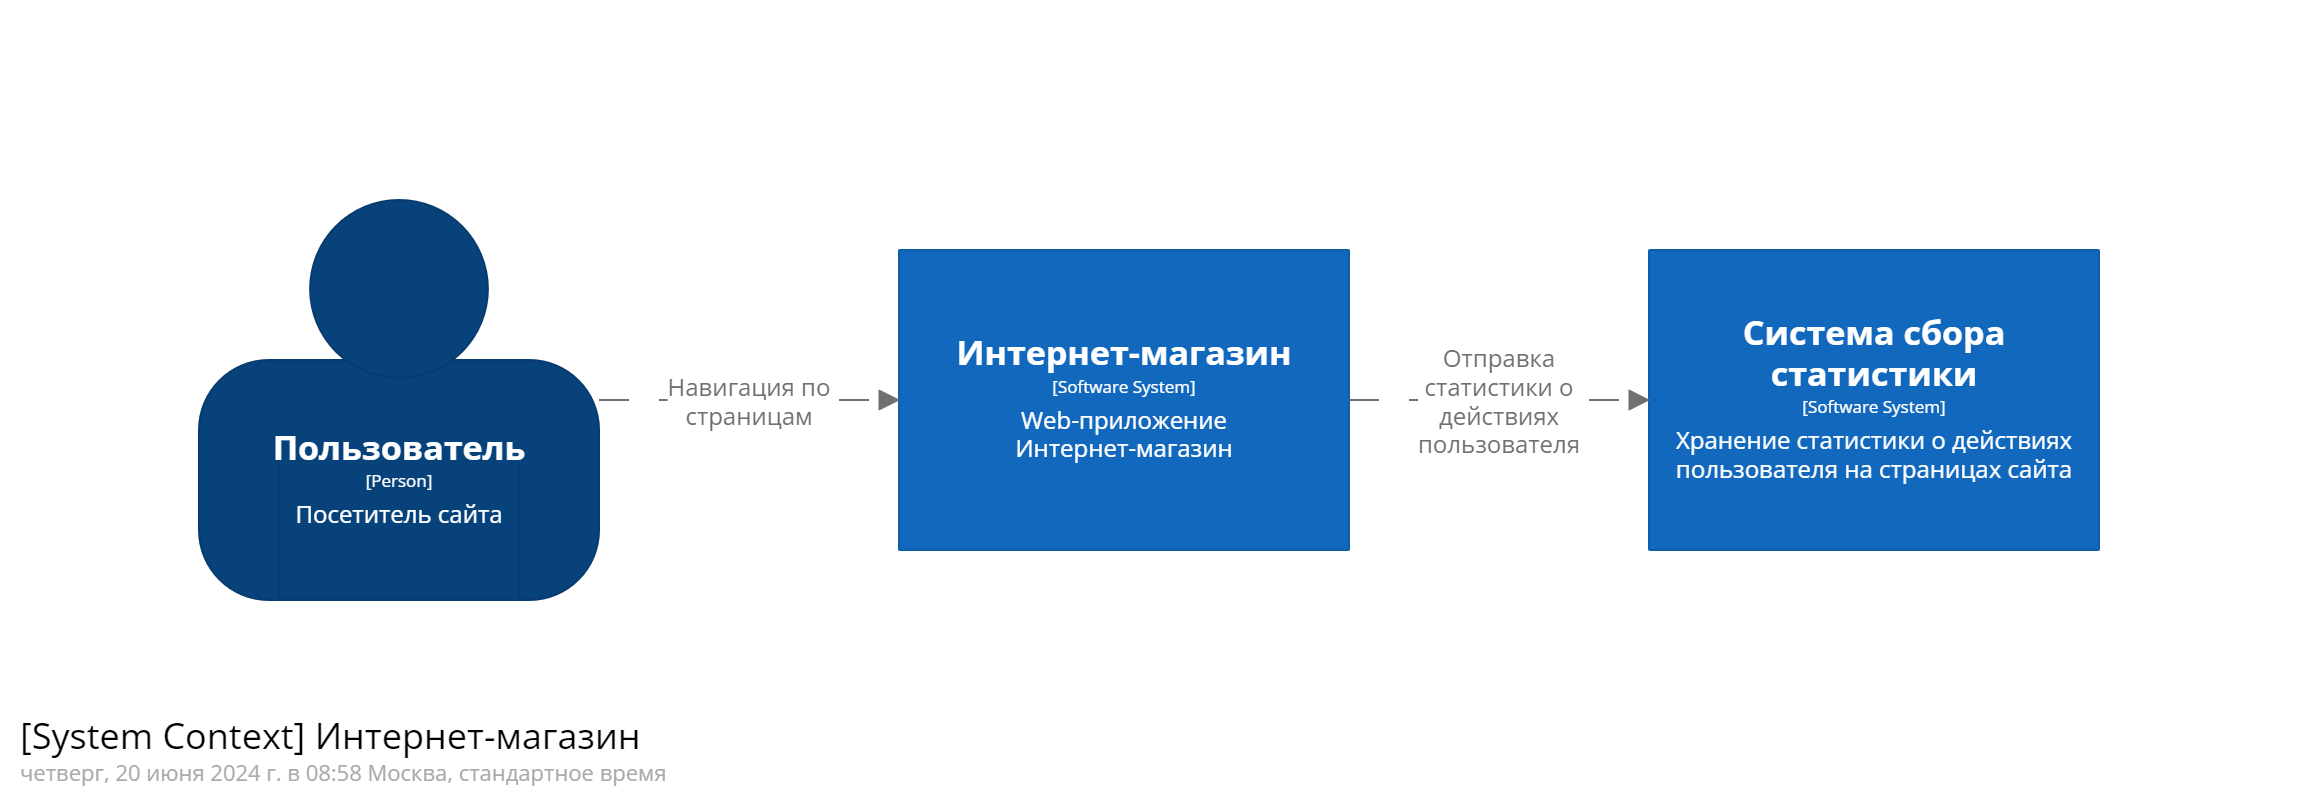 Пользователь
[Person]
Посетитель сайта
Навигация по
страницам
Интернет-магазин
[Software System]
Web-приложение
Интернет-магазин
Отправка
статистики о
действиях
пользователя
Система сбора
статистики
[Software System]
Хранение статистики о действиях
пользователя на страницах сайта
[System Context] Интернет-магазин
четверг, 20 июня 2024 г. в 08:58 Москва, стандартное время